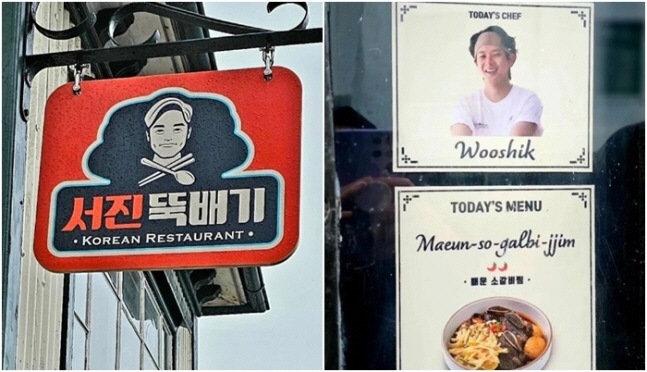 서진 뚝배기
• KOREAN RESTAURANT •
TODAY'S CHEF
Wooshik
TODAY'S MENU
Maeun-so-galbi-jjim
• 매운 소갈비찜 •